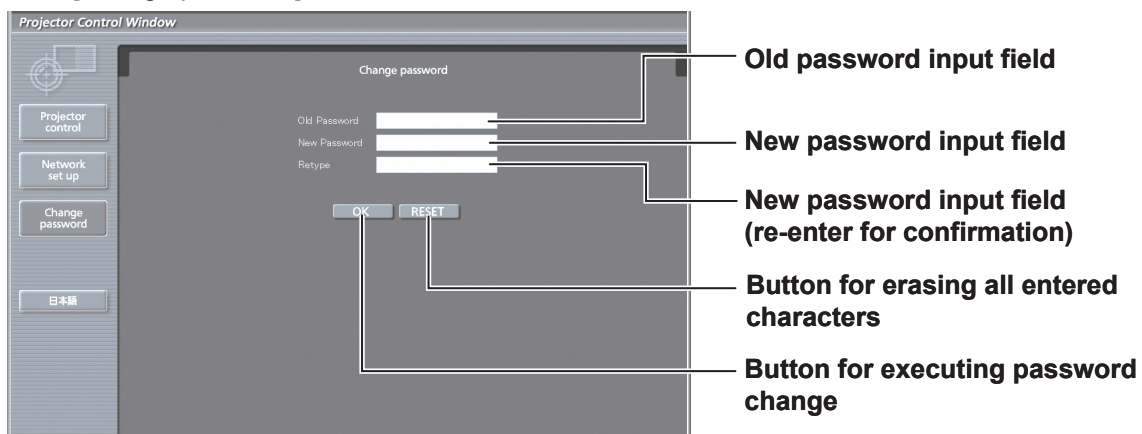 Projector Control Window
Change password
Old Password
New Password
Retype
OK RESET
Projector
control
Network
set up
Change
password
日本語
Old password input field
New password input field
New password input field
(re-enter for confirmation)
Button for erasing all entered
characters
Button for executing password
change